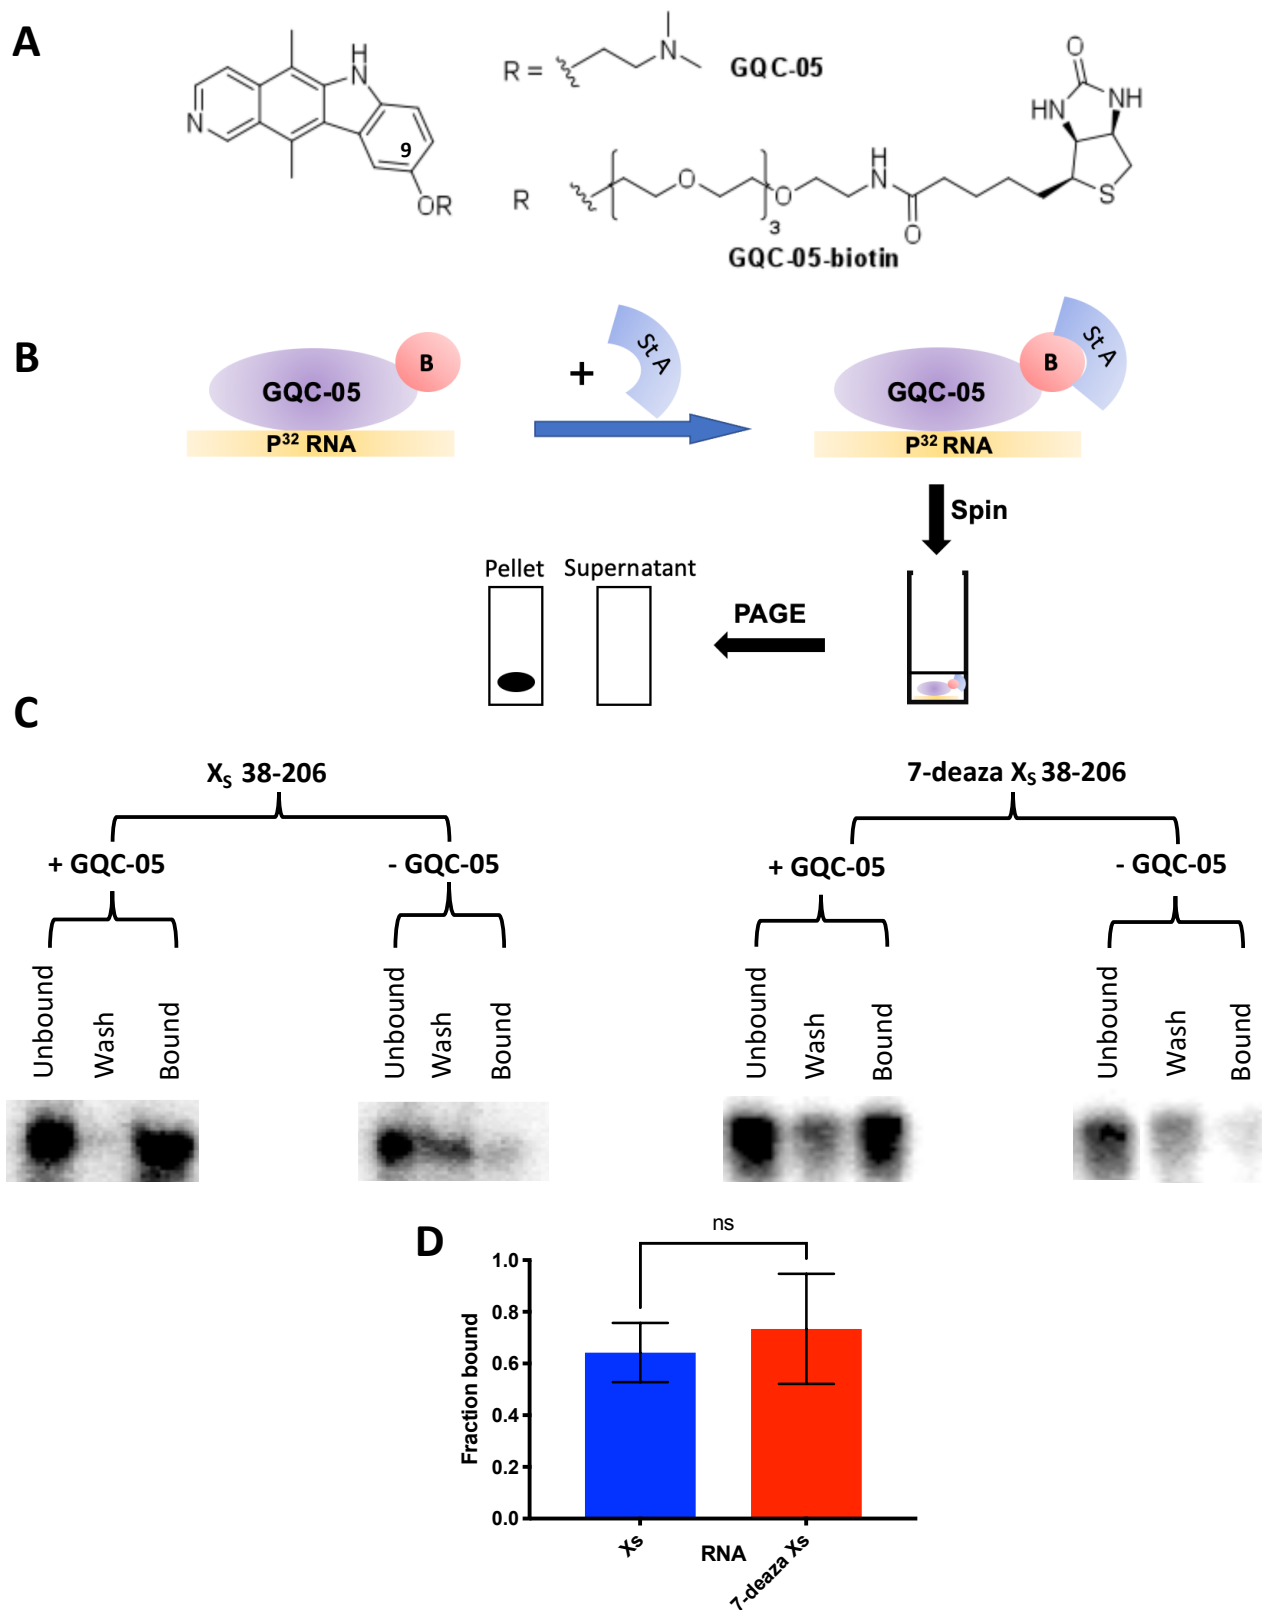 A
N
H
N
9
OR
R =
N
GQC-05
O
HN
NH
S
R
O
3
O
H
N
O
GQC-05-biotin
B
GQC-05
B
P32 RNA
+
St A
GQC-05
B
St A
P32 RNA
Spin
Pellet
Supernatant
PAGE
C
XS 38-206
7-deaza XS 38-206
+ GQC-05
- GQC-05
+ GQC-05
- GQC-05
Unbound
Wash
Bound
Unbound
Wash
Bound
Unbound
Wash
Bound
Unbound
Wash
Bound
D
ns
1.0
0.8
0.6
0.4
0.2
0.0
Fraction bound
Xs
7-deaza Xs
RNA